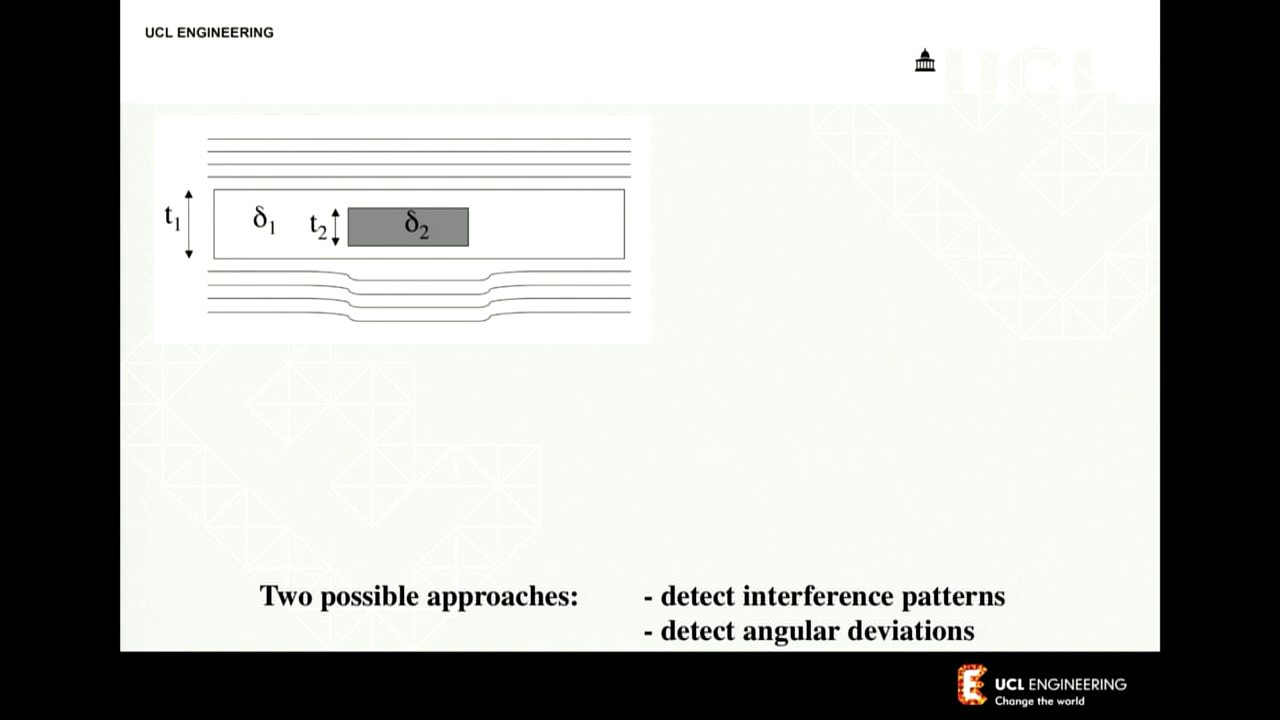 UCL ENGINEERING
UCL
t1
δ1
t2
δ2
Two possible approaches:
- detect interference patterns
- detect angular deviations
UCL ENGINEERING
Change the world